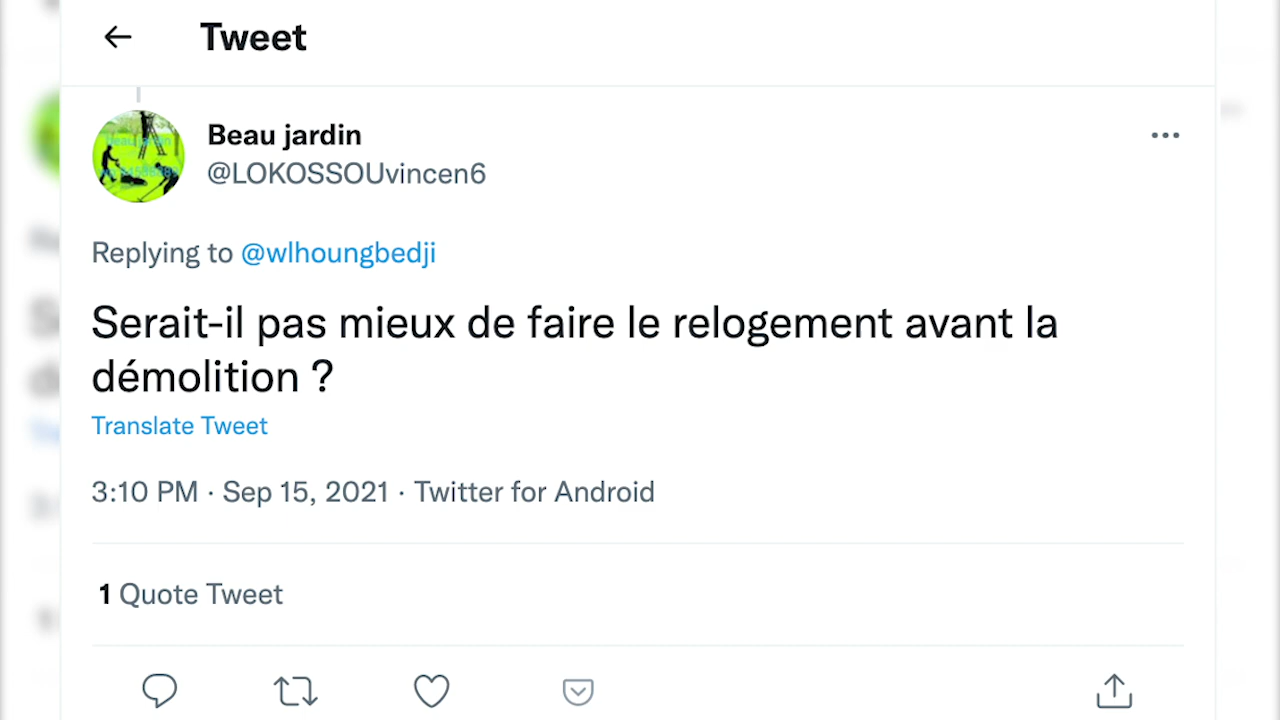 Tweet
Beau jardin
@LOKOSSOUvincen6
Replying to @wlhoungbedji
Serait-il pas mieux de faire le relogement avant la
démolition ?
Translate Tweet
3:10 PM · Sep 15, 2021 · Twitter for Android
1 Quote Tweet